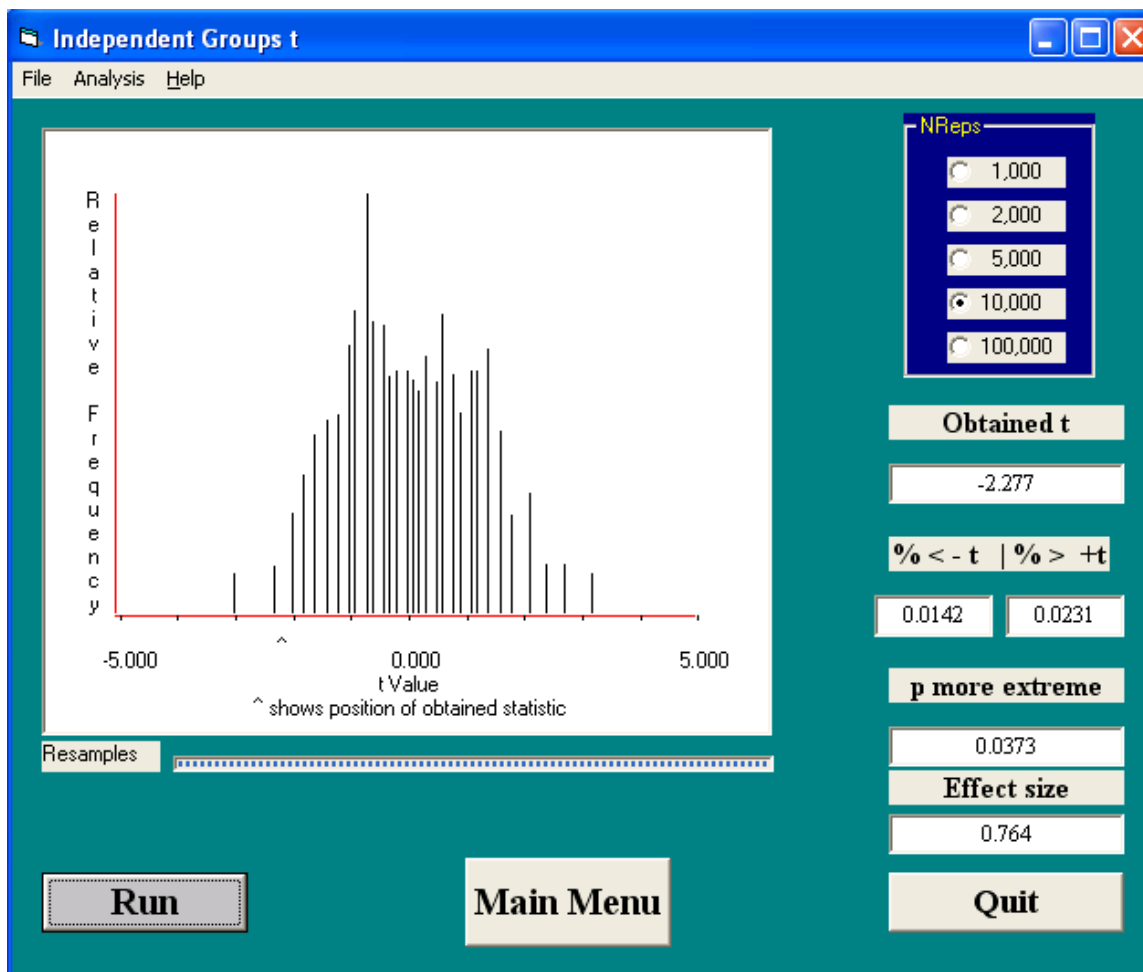 Independent Groups t
File Analysis Help
Relative Frequency
-5.000 0.000 5.000
t Value
^ shows position of obtained statistic
Resamples
NReps
1,000
2,000
5,000
10,000
100,000
Obtained t
-2.277
% < - t | % > +t
0.0142 0.0231
p more extreme
0.0373
Effect size
0.764
Run Main Menu Quit